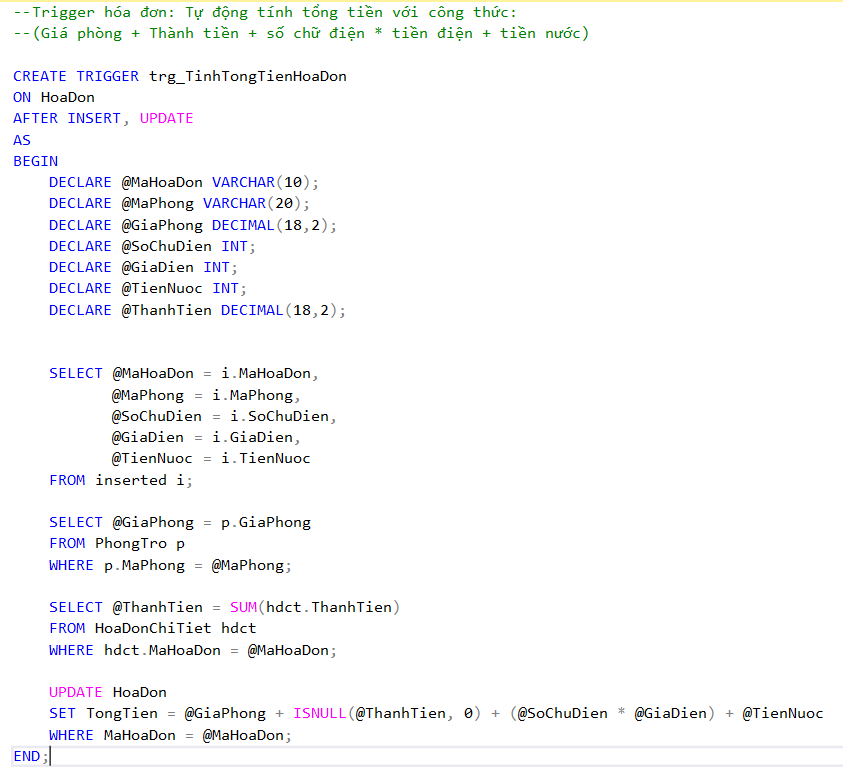 --Trigger hóa đơn: Tự động tính tổng tiền với công thức:
--(Giá phòng + Thành tiền + số chữ điện * tiền điện + tiền nước)
CREATE TRIGGER trg_TinhTongTienHoaDon
ON HoaDon
AFTER INSERT, UPDATE
AS
BEGIN
DECLARE @MaHoaDon VARCHAR(10);
DECLARE @MaPhong VARCHAR(20);
DECLARE @GiaPhong DECIMAL(18,2);
DECLARE @SoChuDien INT;
DECLARE @GiaDien INT;
DECLARE @TienNuoc INT;
DECLARE @ThanhTien DECIMAL(18,2);
SELECT @MaHoaDon = i.MaHoaDon,
@MaPhong = i.MaPhong,
@SoChuDien = i.SoChuDien,
@GiaDien = i.GiaDien,
@TienNuoc = i.TienNuoc
FROM inserted i;
SELECT @GiaPhong = p.GiaPhong
FROM PhongTro p
WHERE p.MaPhong = @MaPhong;
SELECT @ThanhTien = SUM(hdct.ThanhTien)
FROM HoaDonChiTiet hdct
WHERE hdct.MaHoaDon = @MaHoaDon;
UPDATE HoaDon
SET TongTien = @GiaPhong + ISNULL(@ThanhTien, 0) + (@SoChuDien * @GiaDien) + @TienNuoc
WHERE MaHoaDon = @MaHoaDon;
END;